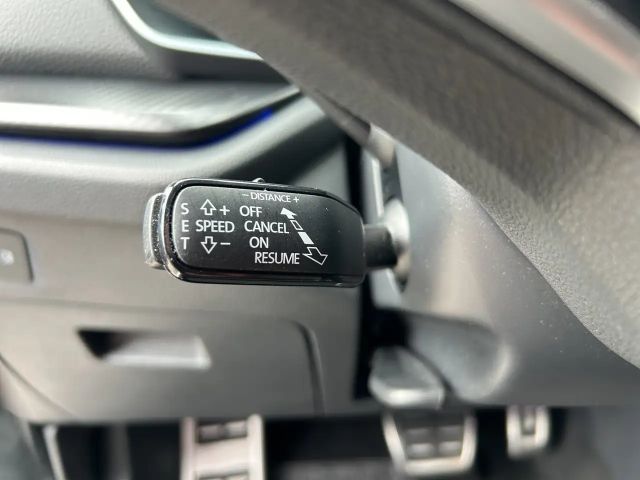 − DISTANCE +
S + OFF
E SPEED CANCEL
T − ON
RESUME